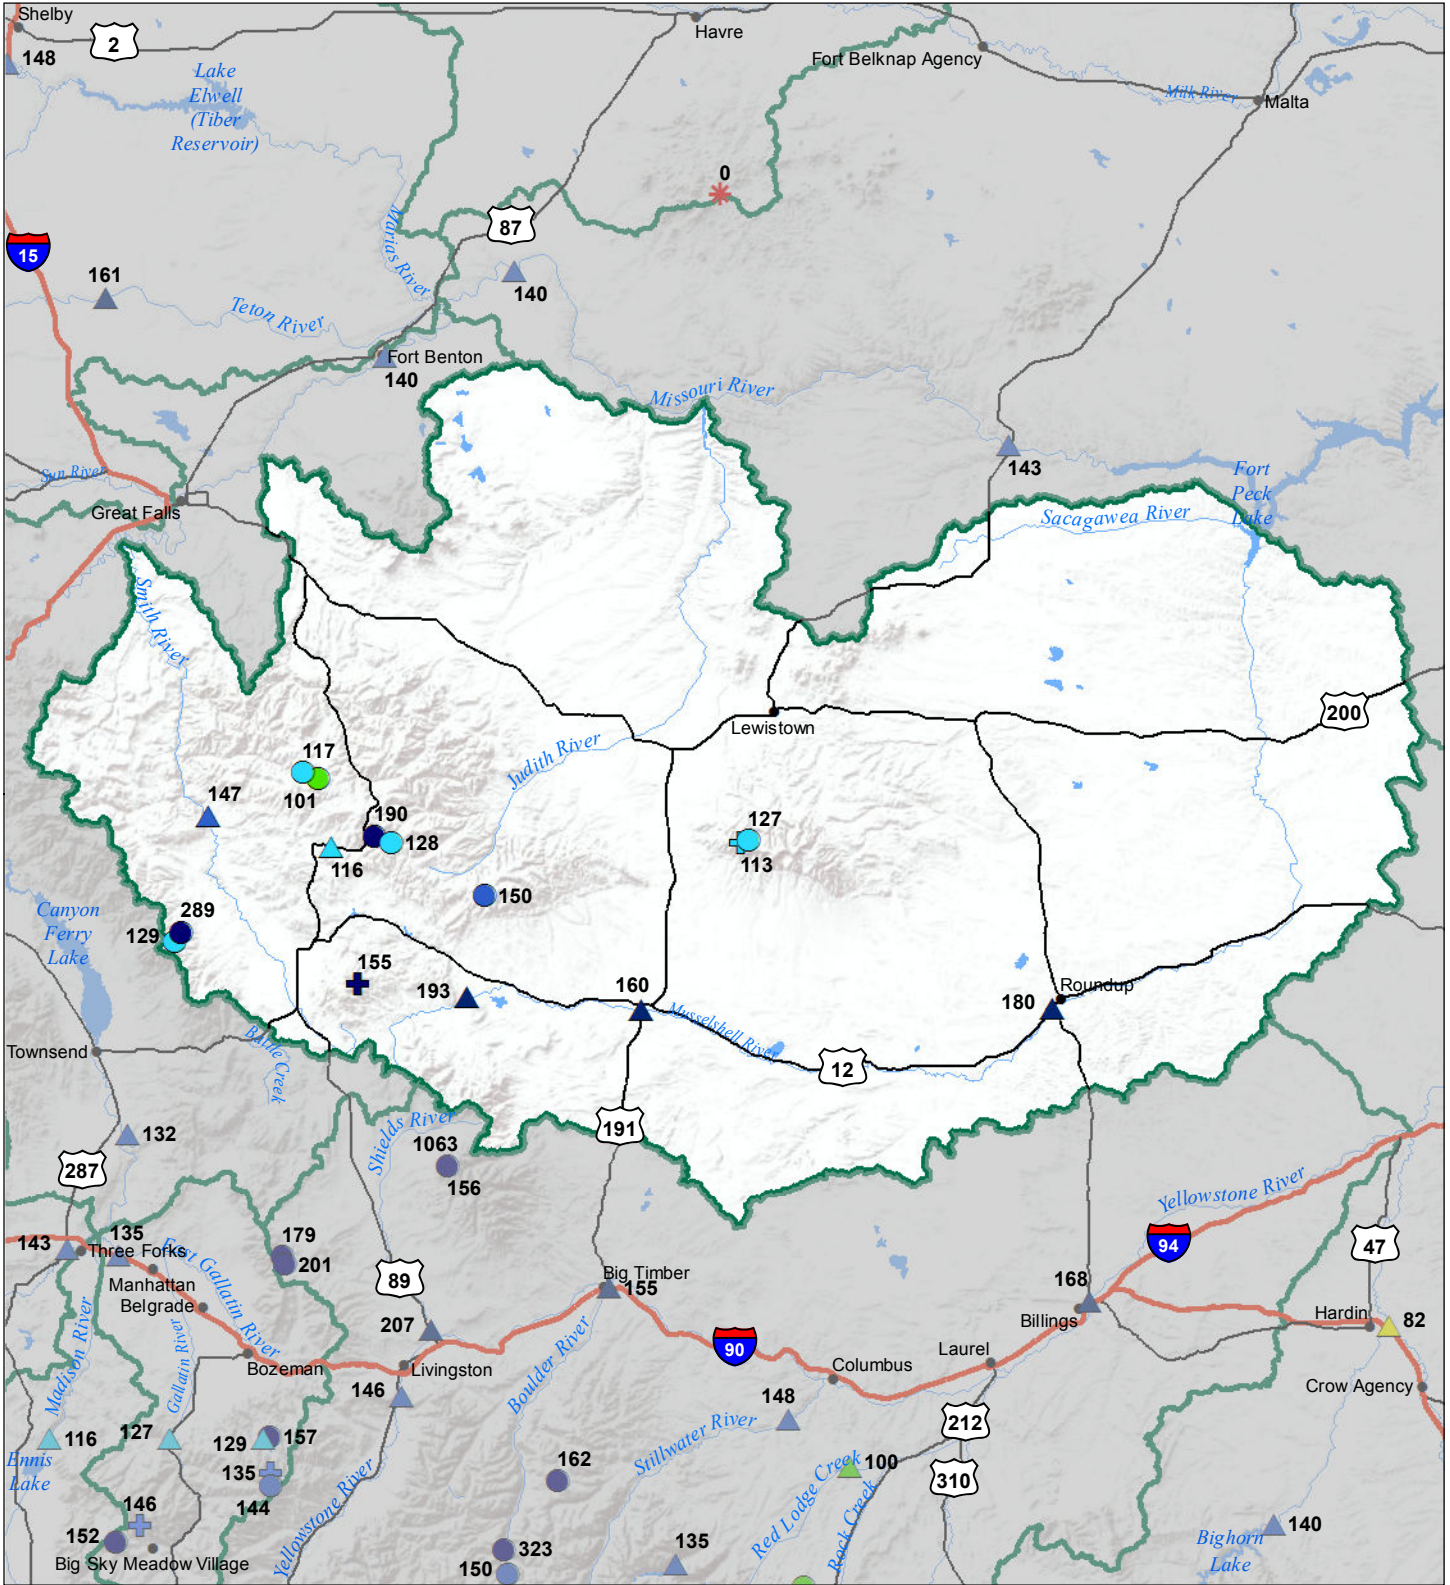 Shelby
2
Havre
Fort Belknap Agency
148
Lake
Elwell
(Tiber
Reservoir)
Milk River
Malta
0
87
Marias River
15
161
140
Teton River
Fort Benton
140
Missouri River
143
Fort
Peck
Lake
Sun River
Great Falls
Sacagawea River
Smith River
200
Lewistown
Judith River
117
101
147
190
128
127
113
116
150
289
129
Canyon
Ferry
Lake
155
193
160
Roundup
180
Musselshell River
12
Townsend
Battle Creek
132
287
Shields River
191
1063
156
Yellowstone River
94
47
143
Three Forks
135
East Gallatin River
179
201
Manhattan
Belgrade
89
Big Timber
155
168
Billings
Hardin
82
207
90
Madison River
Gallatin River
Bozeman
Livingston
146
Boulder River
Columbus
Laurel
Crow Agency
148
212
116
127
129
157
Ennis
Lake
135
144
Stillwater River
162
Red Lodge Creek
100
310
Rock Creek
146
152
Big Sky Meadow Village
Yellowstone River
323
150
135
140
Bighorn
Lake